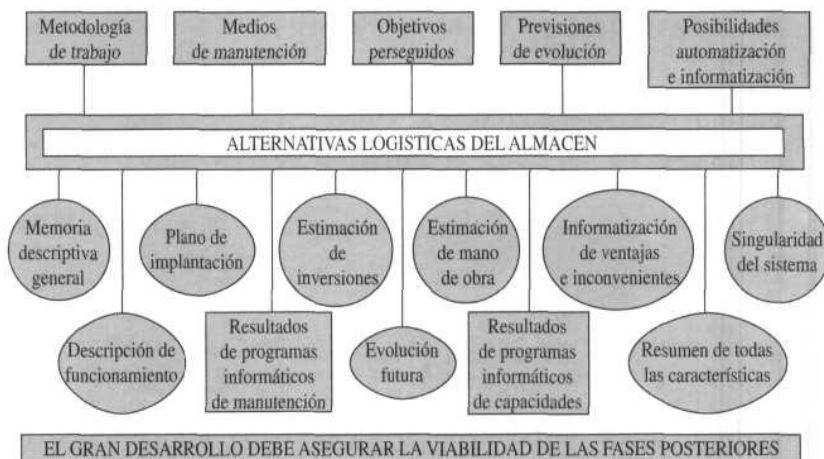 Metodología
de trabajo
Medios
de manutención
Objetivos
perseguidos
Previsiones
de evolución
Posibilidades
automatización
e informatización
ALTERNATIVAS LOGISTICAS DEL ALMACEN
Memoria
descriptiva
general
Plano de
implantación
Estimación
de
inversiones
Estimación
de mano
de obra
Informatización
de ventajas
e inconvenientes
Singularidad
del sistema
Descripción de
funcionamiento
Resultados
de programas
informáticos
de manutención
Evolución
futura
Resultados
de programas
informáticos
de capacidades
Resumen de todas
las características
EL GRAN DESARROLLO DEBE ASEGURAR LA VIABILIDAD DE LAS FASES POSTERIORES